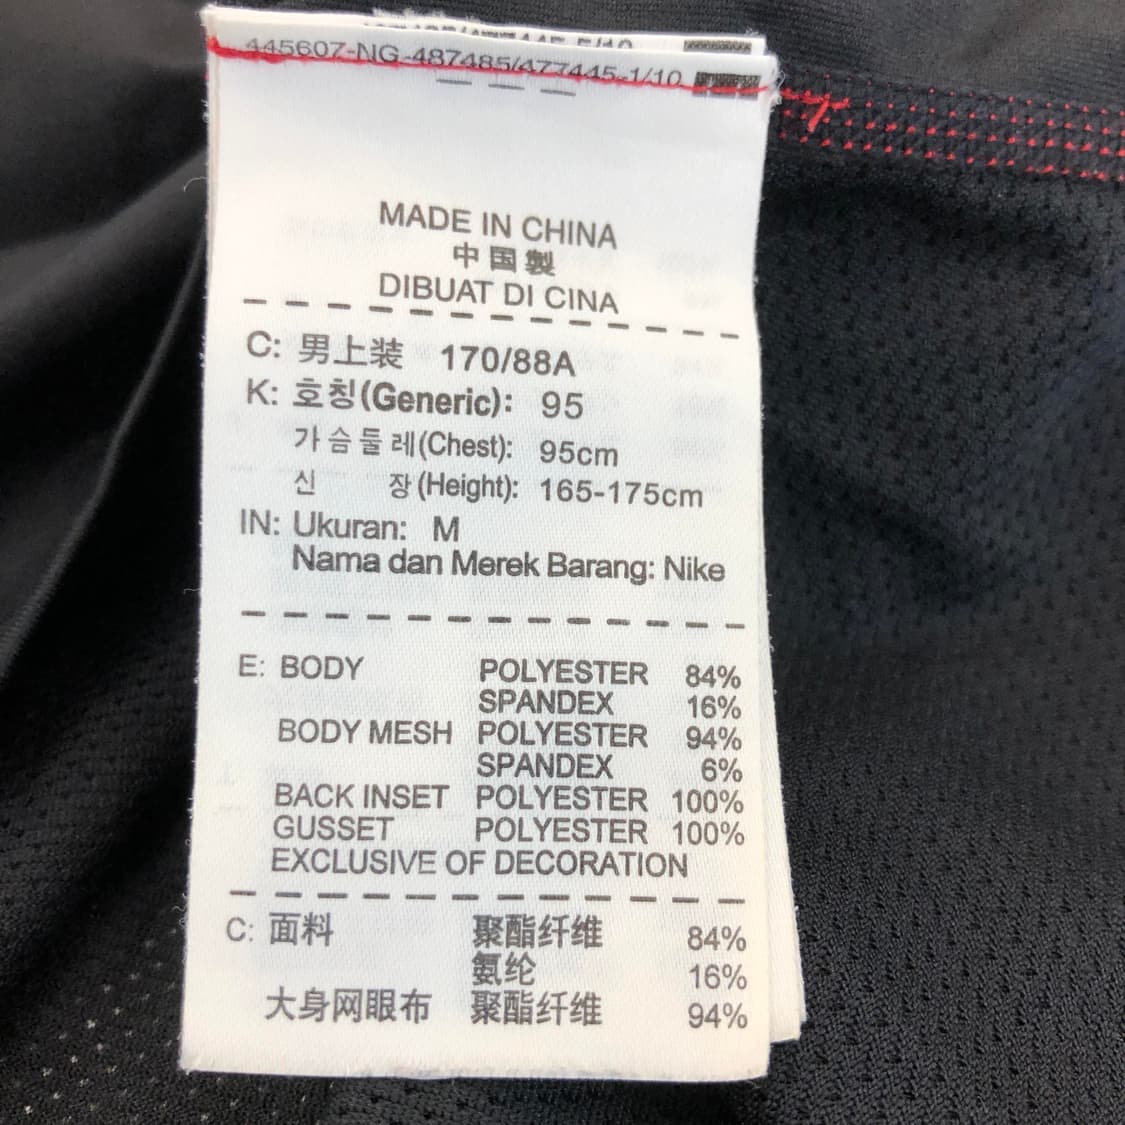 445607-NG-487485/477445-1/10
MADE IN CHINA
中国製
DIBUAT DI CINA
C: 男上装 170/88A
K: 호칭(Generic): 95
가슴둘레(Chest): 95cm
신 장(Height): 165-175cm
IN: Ukuran: M
Nama dan Merek Barang: Nike
E: BODY POLYESTER 84%
SPANDEX 16%
BODY MESH POLYESTER 94%
SPANDEX 6%
BACK INSET POLYESTER 100%
GUSSET POLYESTER 100%
EXCLUSIVE OF DECORATION
C: 面料 聚酯纤维 84%
氨纶 16%
大身网眼布 聚酯纤维 94%